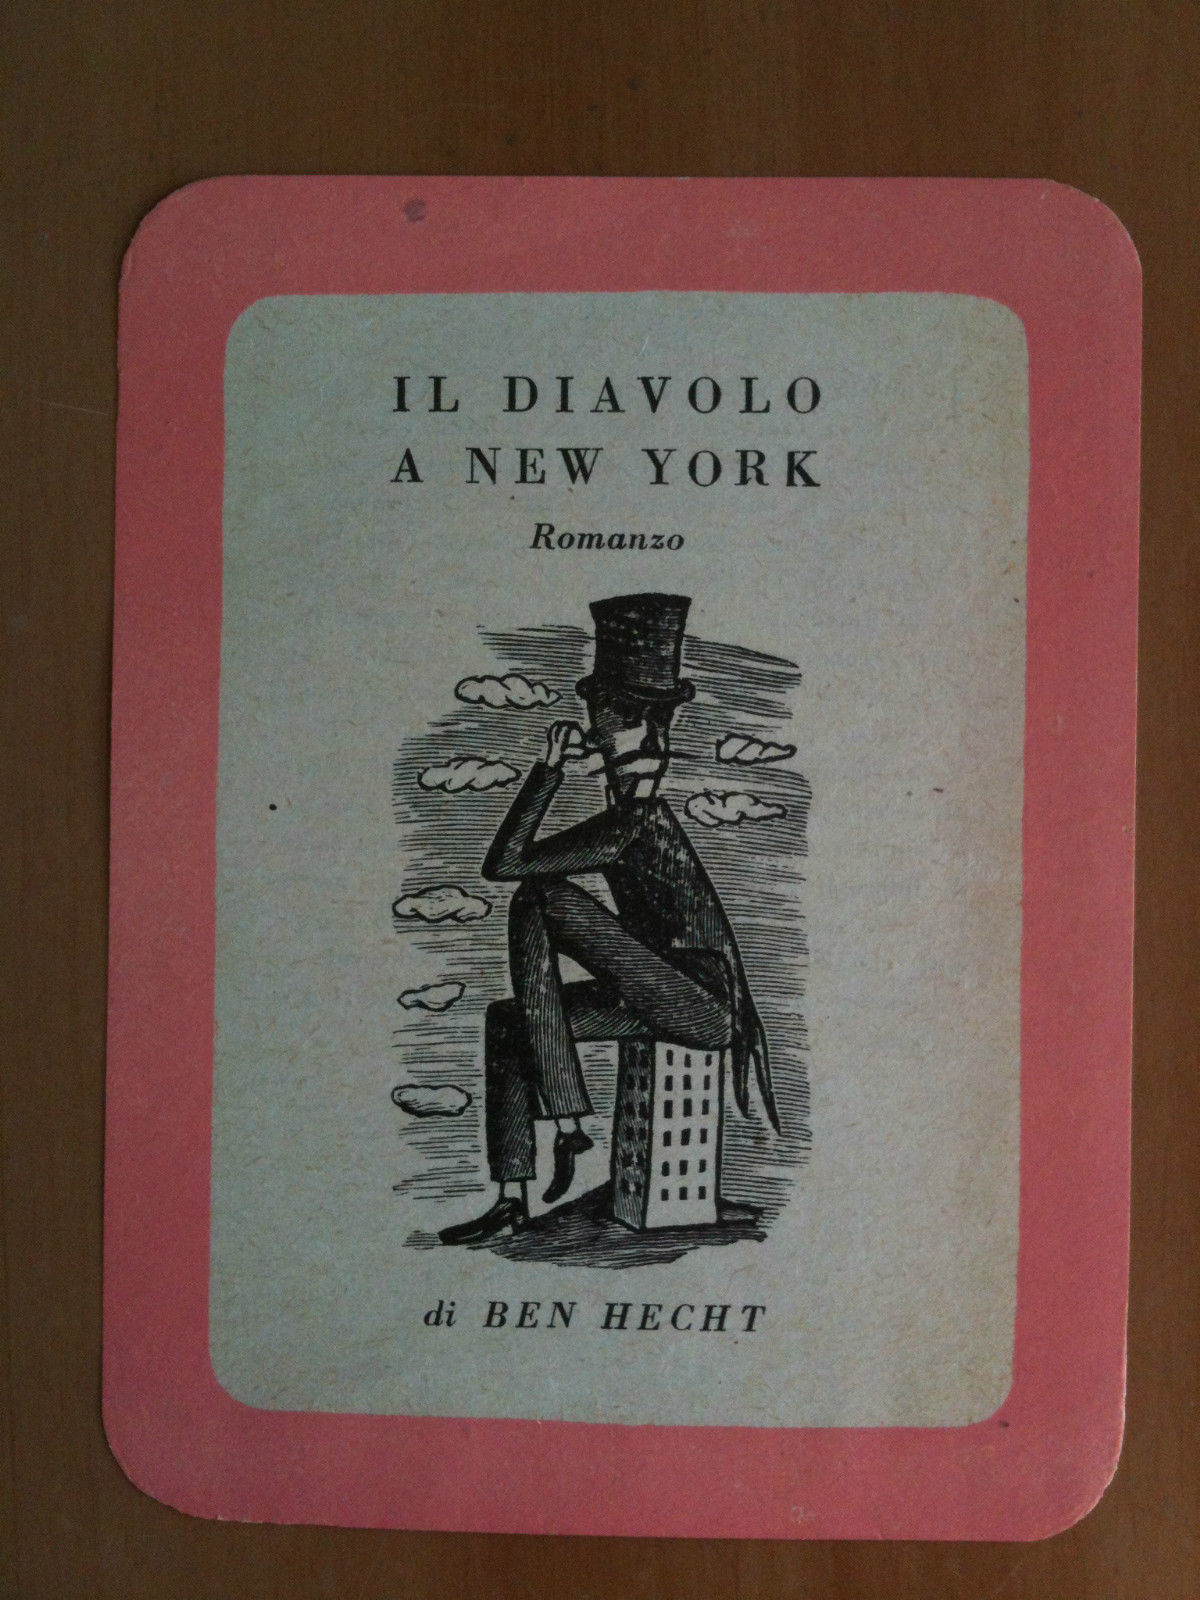 IL DIAVOLO
A NEW YORK
Romanzo
di BEN HECHT